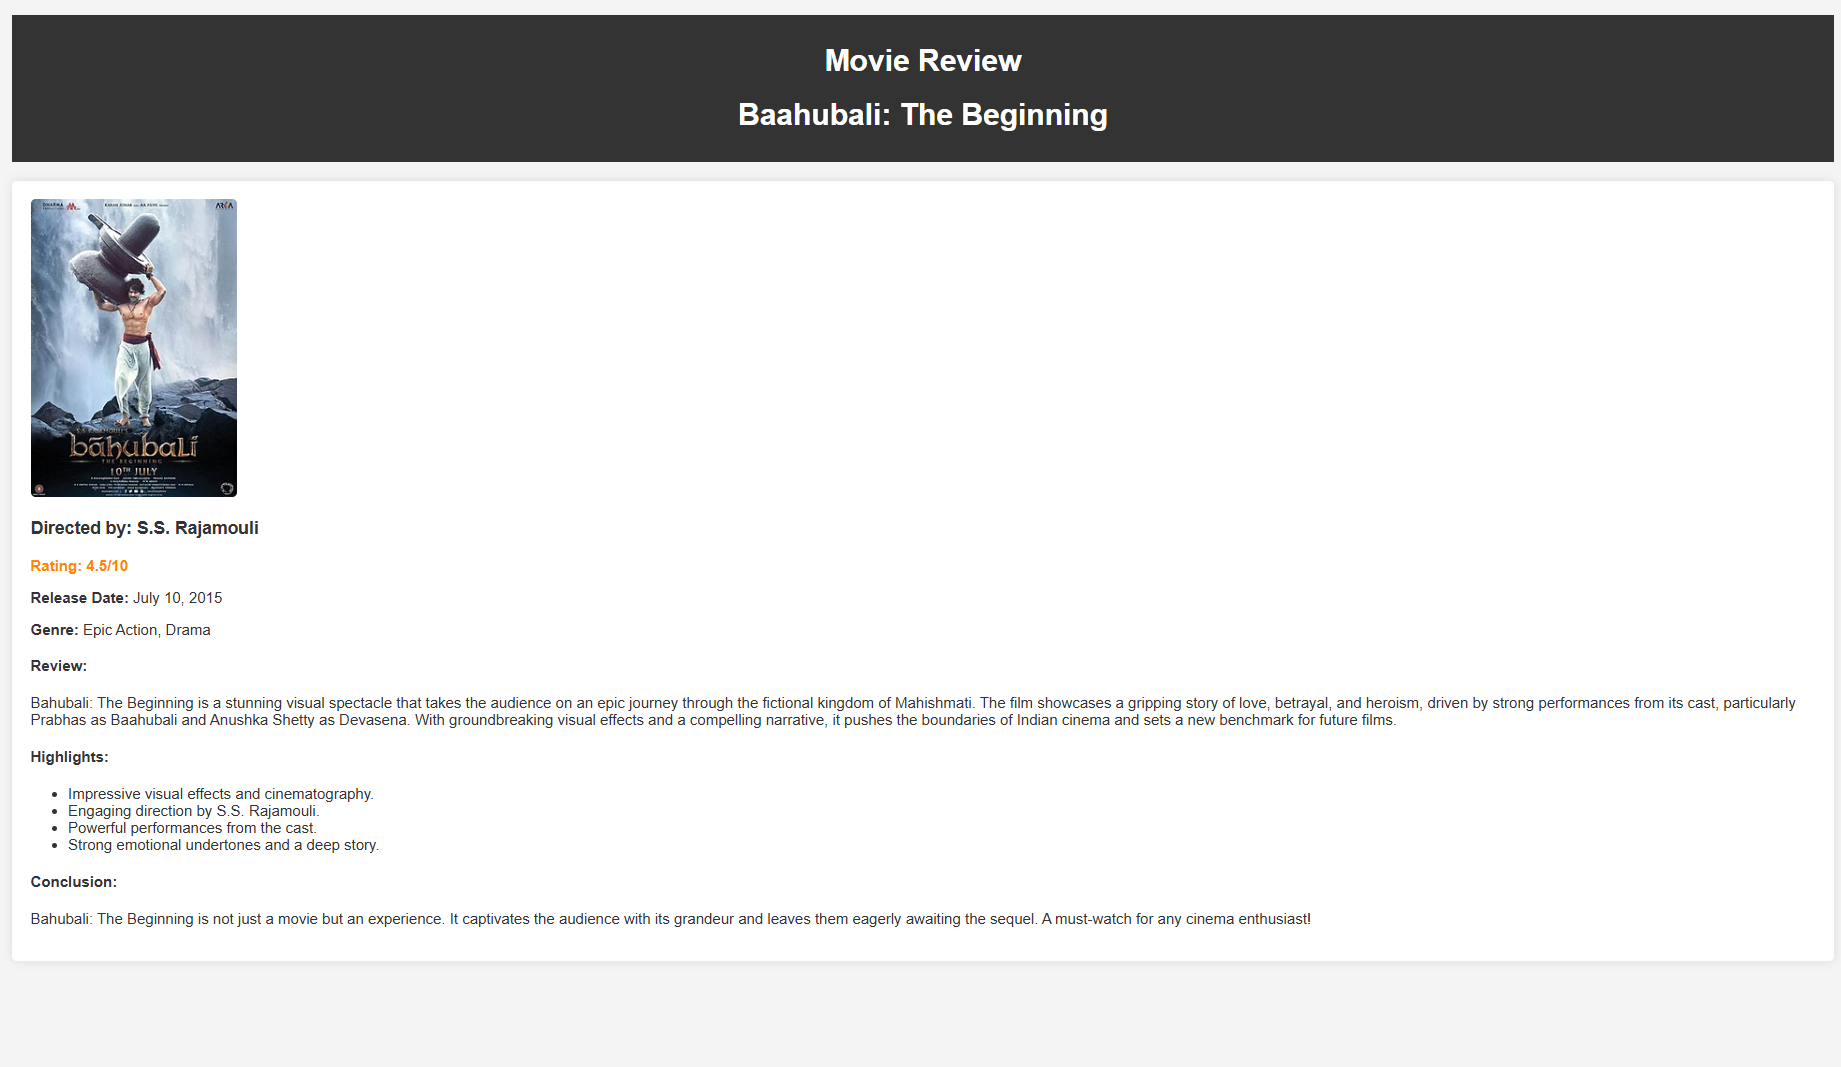 Movie Review
Baahubali: The Beginning
DHARMA
ARKA
S.S. RAJAMOULI'S
bāhubali
THE BEGINNING
10TH JULY
Directed by: S.S. Rajamouli
Rating: 4.5/10
Release Date: July 10, 2015
Genre: Epic Action, Drama
Review:
Bahubali: The Beginning is a stunning visual spectacle that takes the audience on an epic journey through the fictional kingdom of Mahishmati. The film showcases a gripping story of love, betrayal, and heroism, driven by strong performances from its cast, particularly
Prabhas as Baahubali and Anushka Shetty as Devasena. With groundbreaking visual effects and a compelling narrative, it pushes the boundaries of Indian cinema and sets a new benchmark for future films.
Highlights:
• Impressive visual effects and cinematography.
• Engaging direction by S.S. Rajamouli.
• Powerful performances from the cast.
• Strong emotional undertones and a deep story.
Conclusion:
Bahubali: The Beginning is not just a movie but an experience. It captivates the audience with its grandeur and leaves them eagerly awaiting the sequel. A must-watch for any cinema enthusiast!